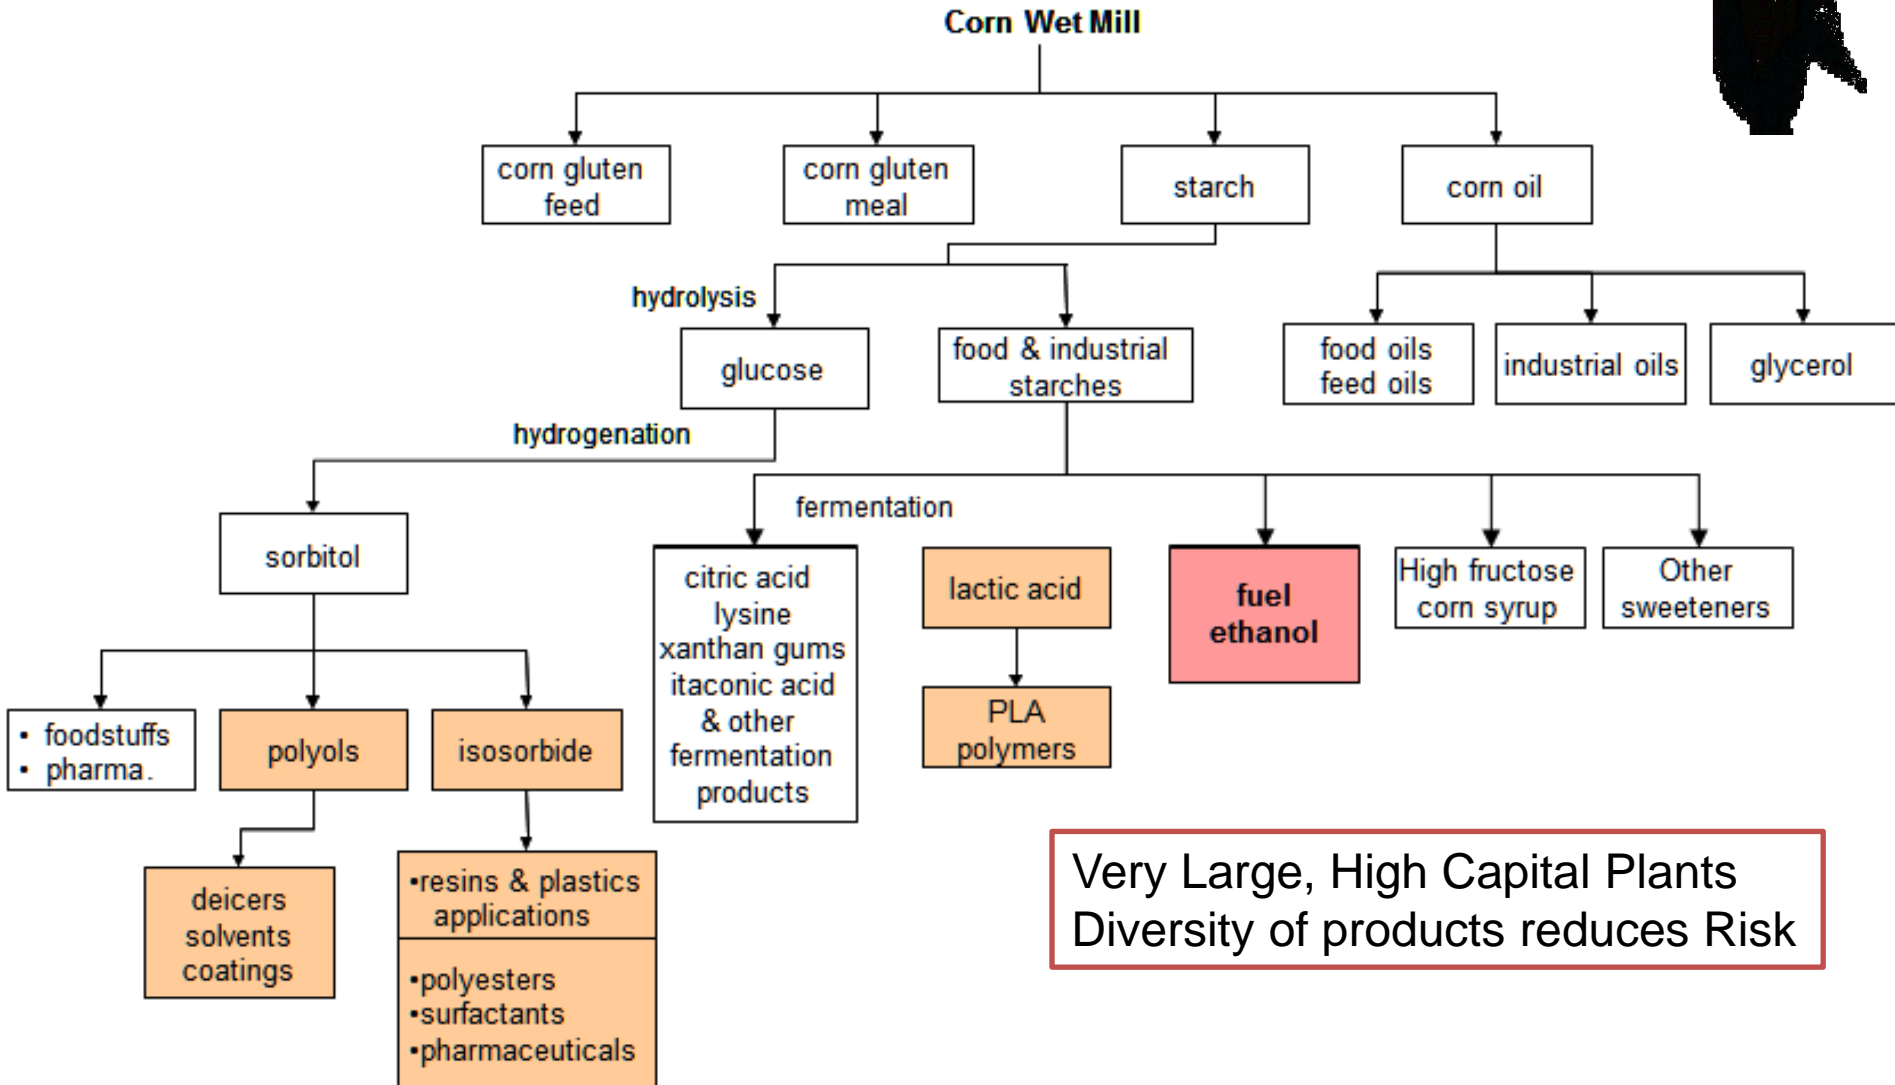 Corn Wet Mill
corn gluten
feed
corn gluten
meal
starch
corn oil
hydrolysis
glucose
food & industrial
starches
food oils
feed oils
industrial oils
glycerol
hydrogenation
fermentation
sorbitol
citric acid
lysine
xanthan gums
itaconic acid
& other
fermentation
products
lactic acid
PLA
polymers
fuel
ethanol
High fructose
corn syrup
Other
sweeteners
• foodstuffs
• pharma.
polyols
isosorbide
deicers
solvents
coatings
•resins & plastics
applications
•polyesters
•surfactants
•pharmaceuticals
Very Large, High Capital Plants
Diversity of products reduces Risk